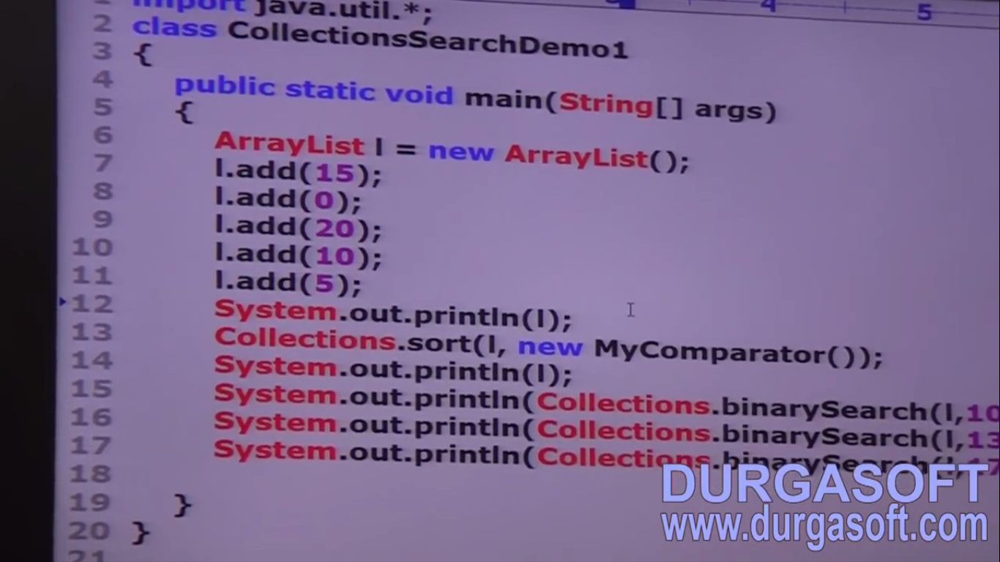 4 5
1 import java.util.*;
2 class CollectionsSearchDemo1
3 {
4 public static void main(String[] args)
5 {
6 ArrayList l = new ArrayList();
7 l.add(15);
8 l.add(0);
9 l.add(20);
10 l.add(10);
11 l.add(5);
12 System.out.println(l);
13 Collections.sort(l, new MyComparator());
14 System.out.println(l);
15 System.out.println(Collections.binarySearch(l,10
16 System.out.println(Collections.binarySearch(l,13
17 System.out.println(Collections.binarySearch(l,17
18
19 }
20 }
21
DURGASOFT
www.durgasoft.com